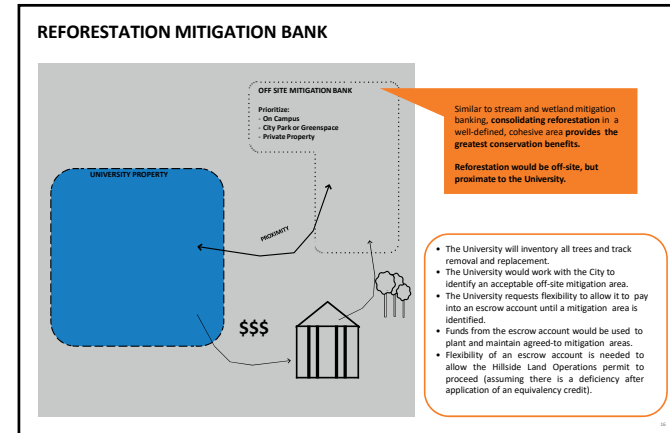 REFORESTATION MITIGATION BANK
OFF SITE MITIGATION BANK
Prioritize:
- On Campus
- City Park or Greenspace
- Private Property
UNIVERSITY PROPERTY
PROXIMITY
$$$
Similar to stream and wetland mitigation
banking, consolidating reforestation in a
well-defined, cohesive area provides the
greatest conservation benefits.
Reforestation would be off-site, but
proximate to the University.
• The University will inventory all trees and track
removal and replacement.
• The University would work with the City to
identify an acceptable off-site mitigation area.
• The University requests flexibility to allow it to pay
into an escrow account until a mitigation area is
identified.
• Funds from the escrow account would be used to
plant and maintain agreed-to mitigation areas.
• Flexibility of an escrow account is needed to
allow the Hillside Land Operations permit to
proceed (assuming there is a deficiency after
application of an equivalency credit).